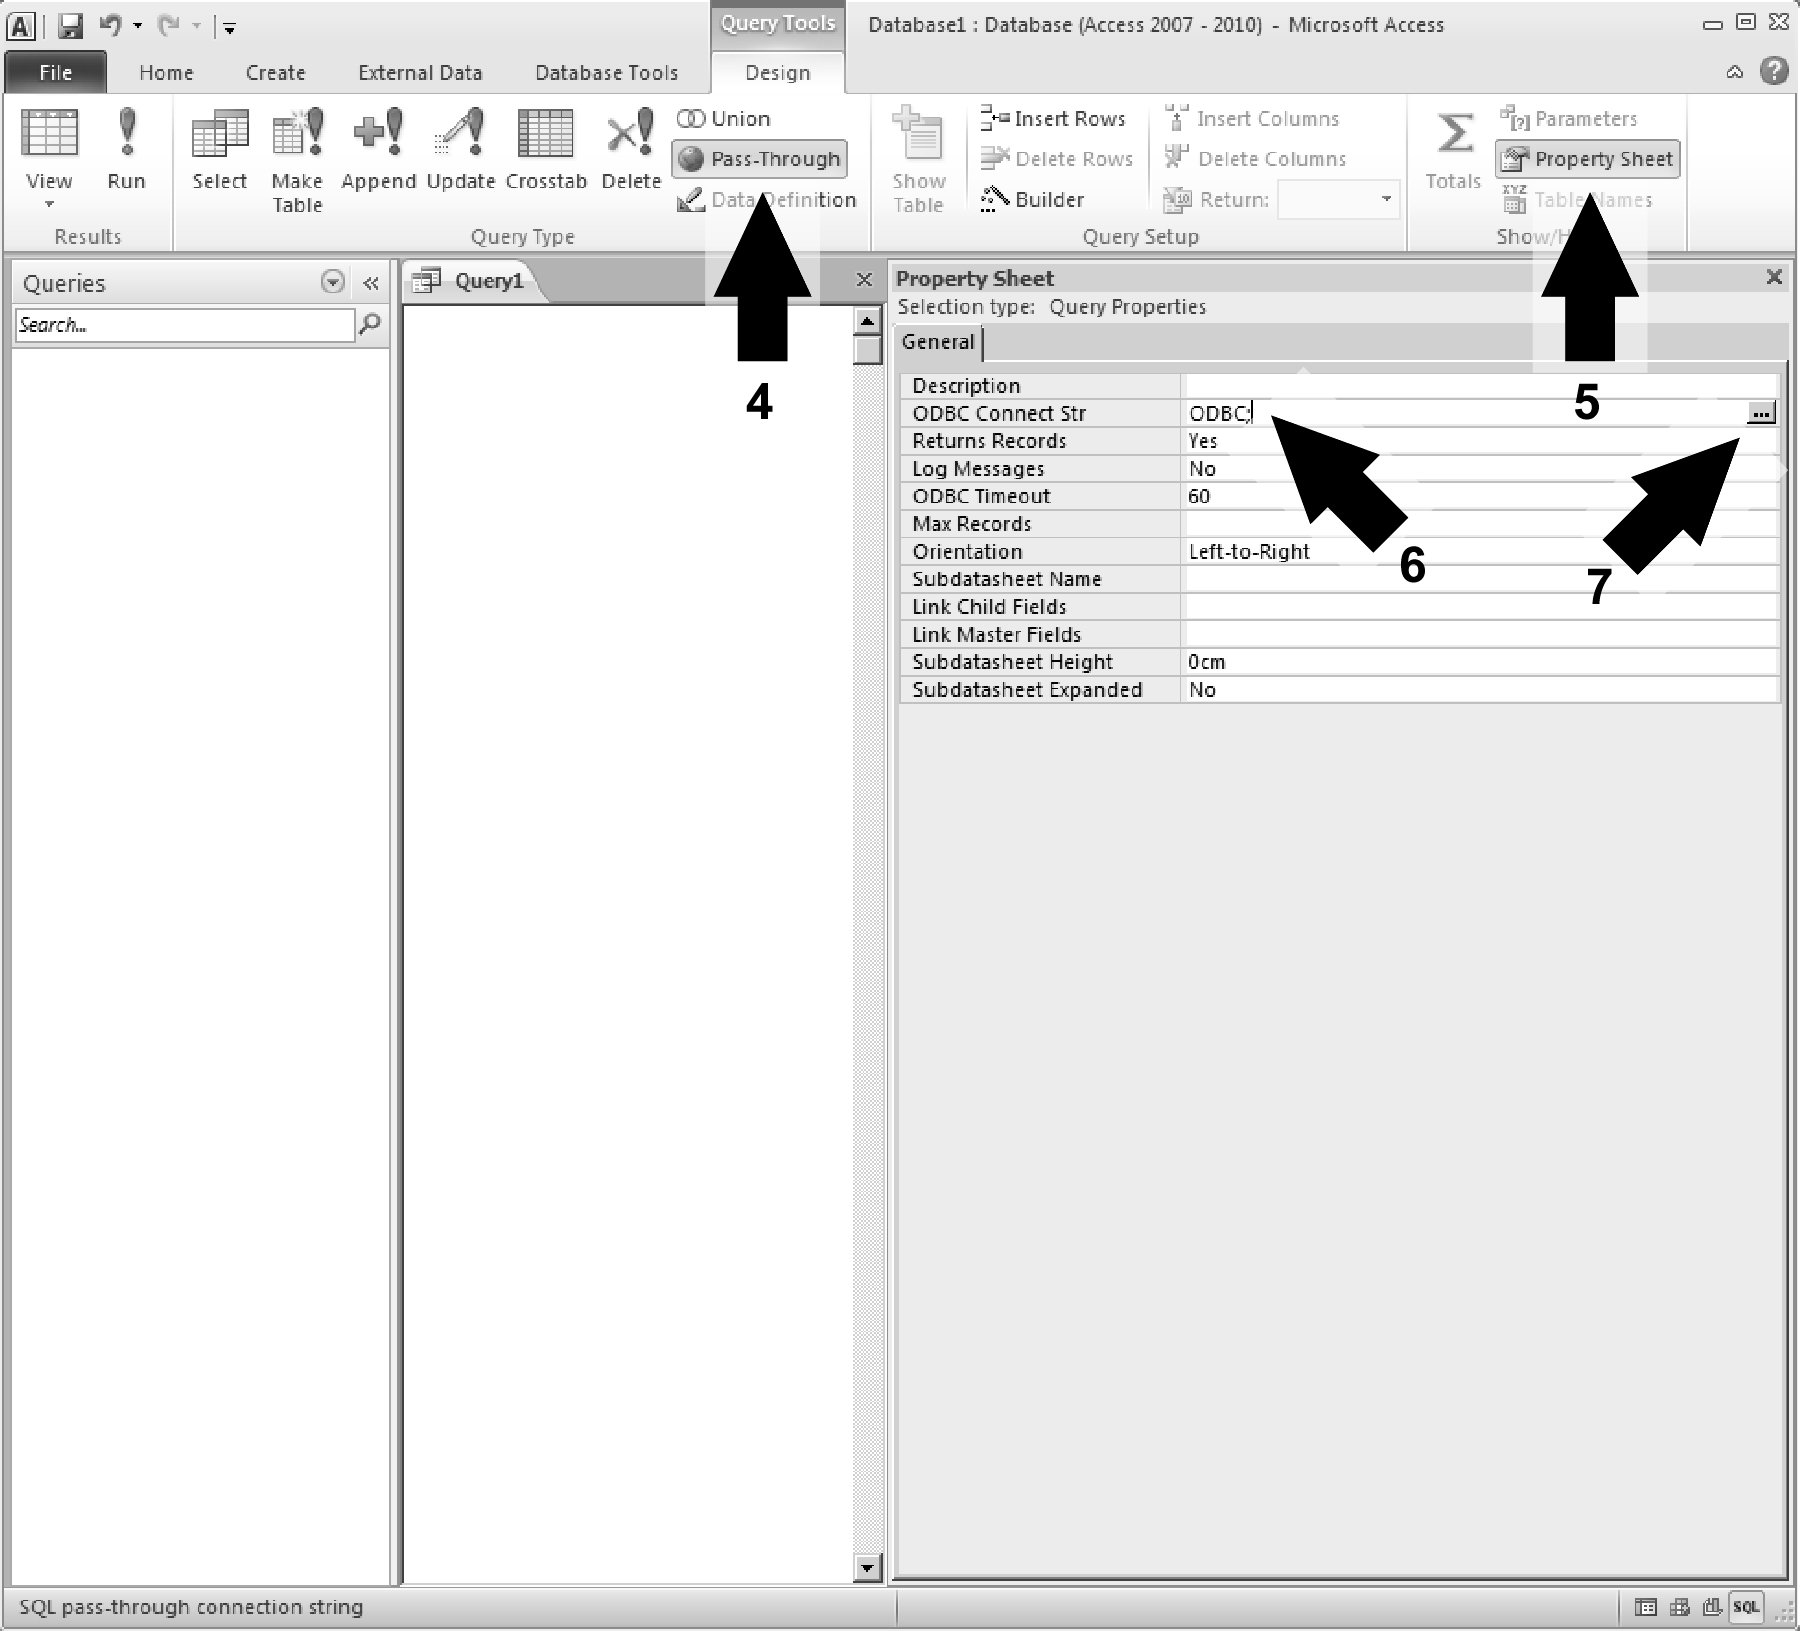 Query Tools
Database1 : Database (Access 2007 - 2010) - Microsoft Access
File
Home
Create
External Data
Database Tools
Design
View
Run
Results
Select
Make
Table
Append
Update
Crosstab
Delete
Union
Pass-Through
Data Definition
Query Type
Show
Table
Insert Rows
Delete Rows
Builder
Insert Columns
Delete Columns
Return:
Query Setup
Totals
Parameters
Property Sheet
Table Names
Show/H
Queries
Search...
Query1
4
Property Sheet
Selection type: Query Properties
General
5
Description
ODBC Connect Str ODBC; ...
Returns Records Yes
Log Messages No
ODBC Timeout 60
Max Records
Orientation Left-to-Right
6
7
Subdatasheet Name
Link Child Fields
Link Master Fields
Subdatasheet Height 0cm
Subdatasheet Expanded No
SQL pass-through connection string
SQL